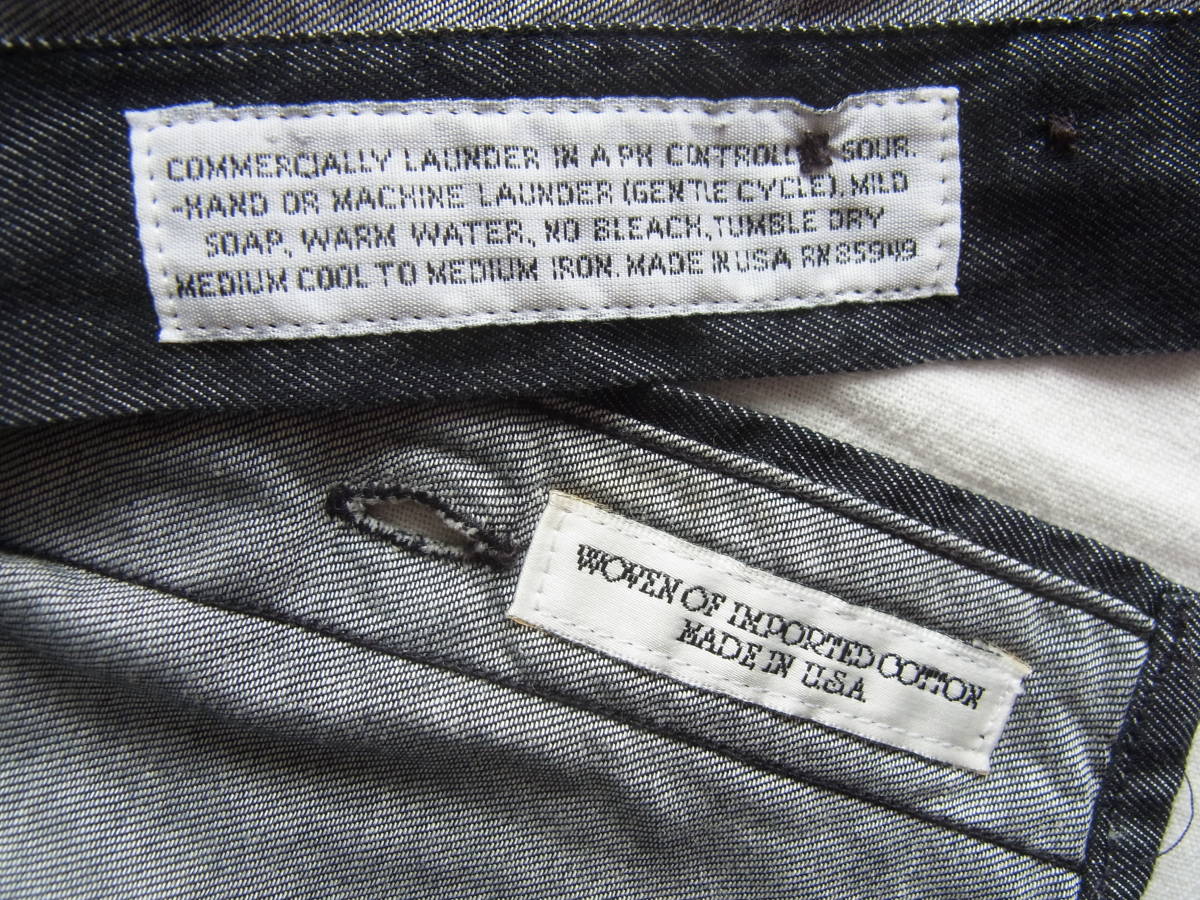 COMMERCIALLY LAUNDER IN A PH CONTROLL SOUR.
-HAND OR MACHINE LAUNDER (GENTLE CYCLE). MILD
SOAP, WARM WATER, NO BLEACH, TUMBLE DRY
MEDIUM COOL TO MEDIUM IRON. MADE IN USA RN 85949
WOVEN OF IMPORTED COTTON
MADE IN U.S.A